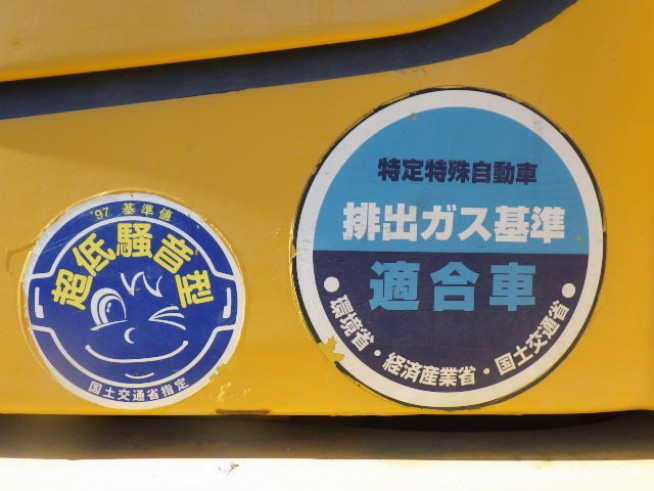 '97 基準値
超低騒音型
国土交通省指定
特定特殊自動車
排出ガス基準
適合車
・環境省・経済産業省・国土交通省・